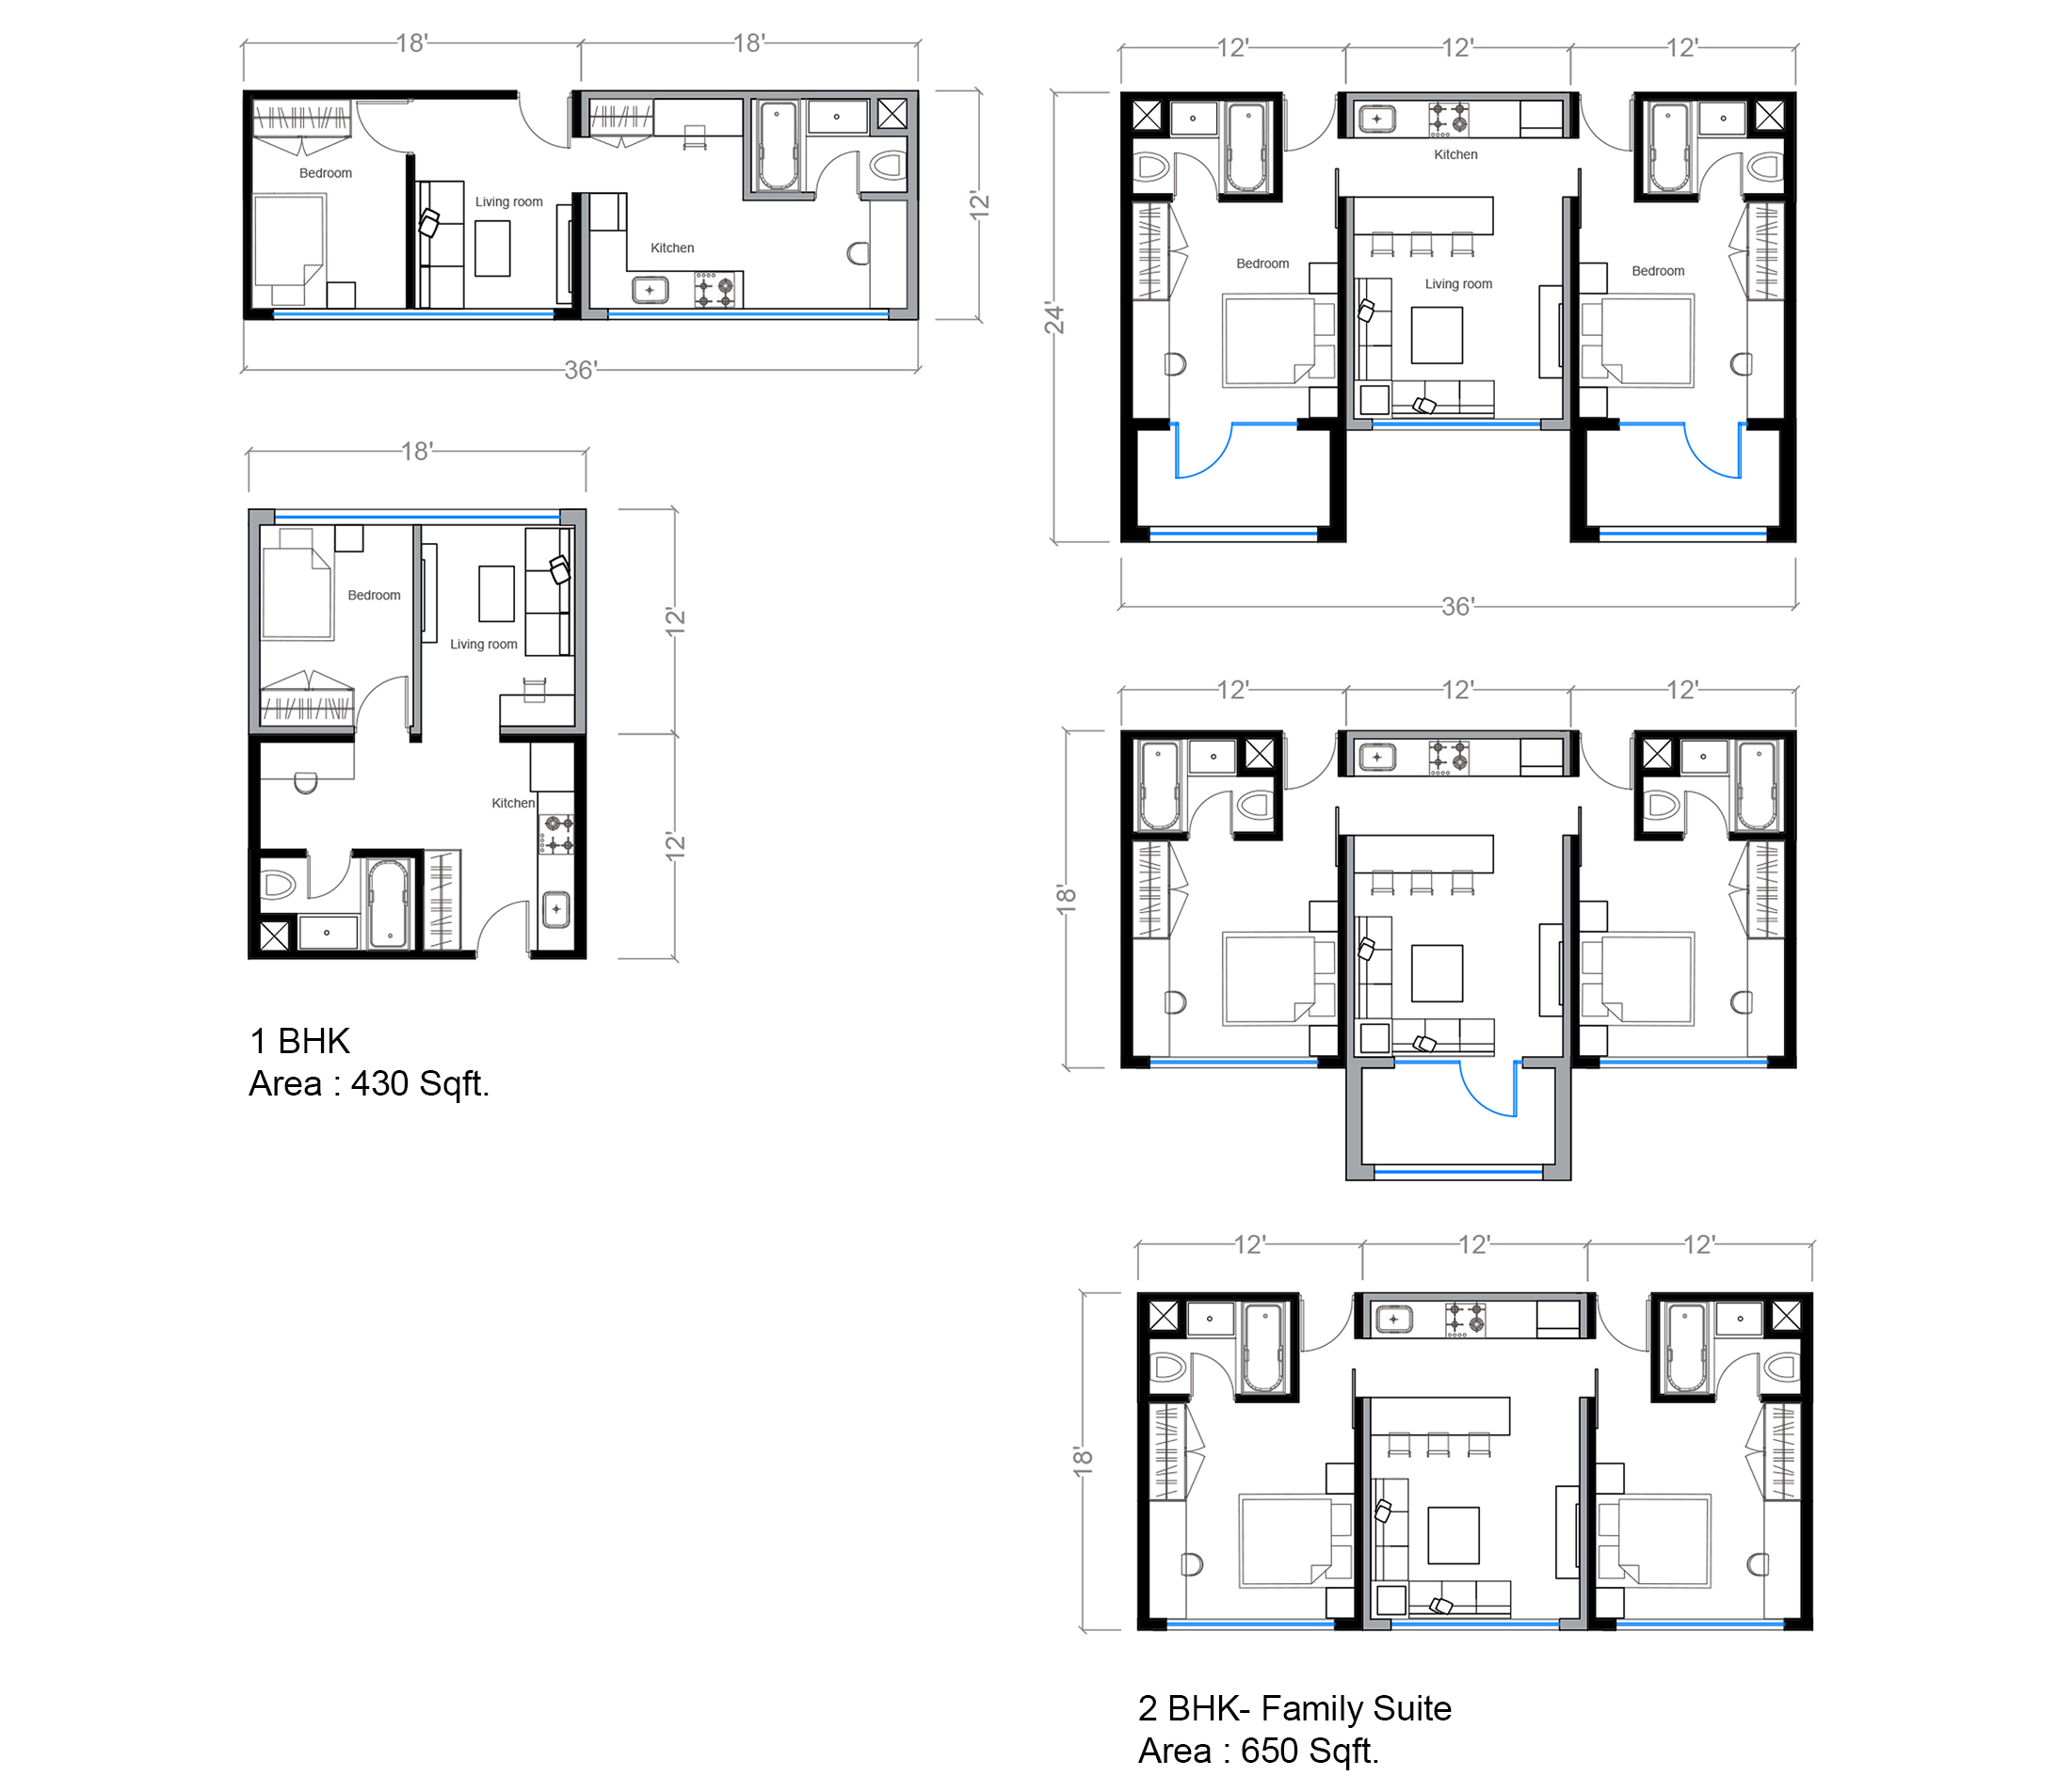 18'
18'
Bedroom
Living room
Kitchen
12'
36'
18'
Bedroom
Living room
12'
Kitchen
12'
1 BHK
Area : 430 Sqft.
12'
12'
12'
Kitchen
Bedroom
Living room
Bedroom
24'
36'
12'
12'
12'
18'
12'
12'
12'
18'
2 BHK- Family Suite
Area : 650 Sqft.